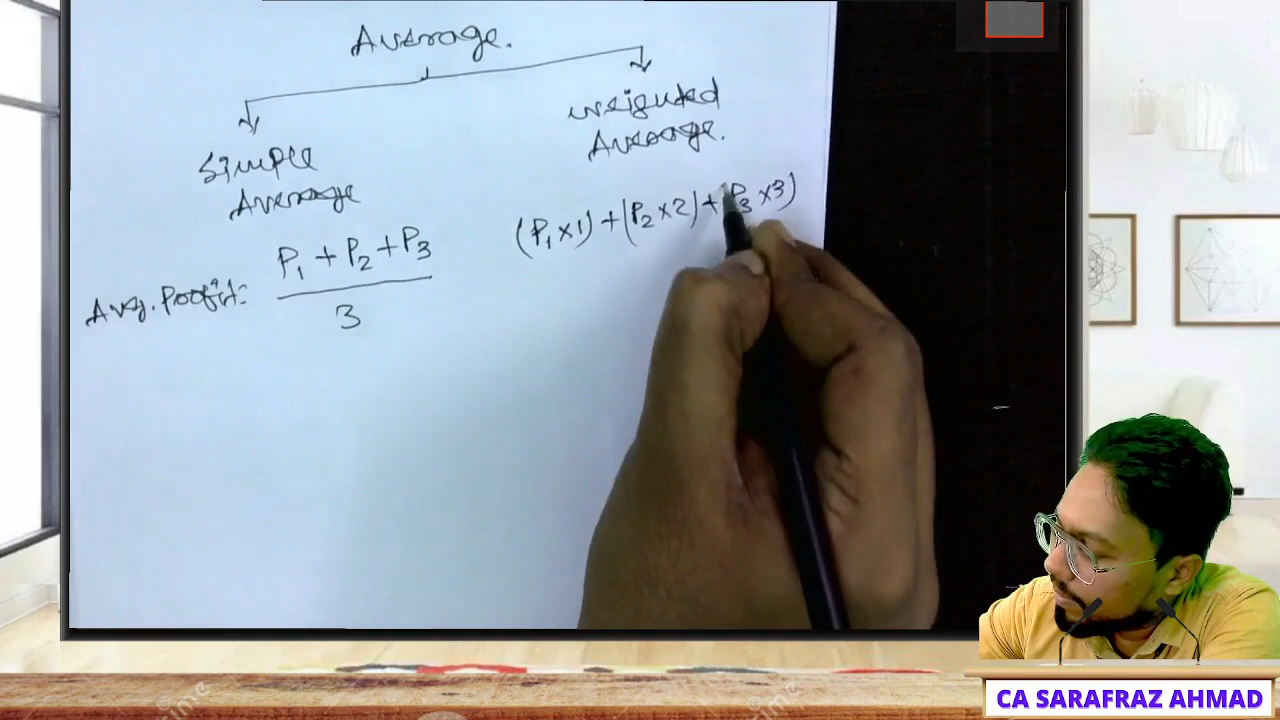 Average.
Simple
Average
weighted
Average.
Avg. Profit:
P₁ + P₂ + P₃
3
(P₁ × 1) + (P₂ × 2) + P₃ × 3)
CA SARAFRAZ AHMAD